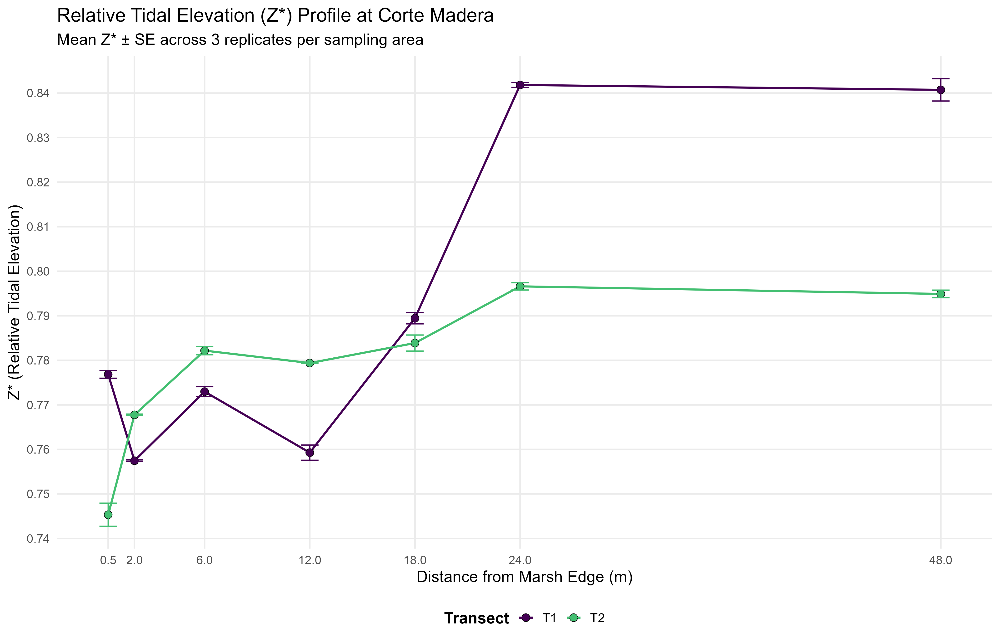 Relative Tidal Elevation (Z*) Profile at Corte Madera
Mean Z* ± SE across 3 replicates per sampling area
Z* (Relative Tidal Elevation)
0.84
0.83
0.82
0.81
0.80
0.79
0.78
0.77
0.76
0.75
0.74
0.5 2.0 6.0 12.0 18.0 24.0 48.0
Distance from Marsh Edge (m)
Transect T1 T2